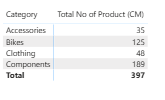 Category Total No of Product (CM)
Accessories 35
Bikes 125
Clothing 48
Components 189
Total 397